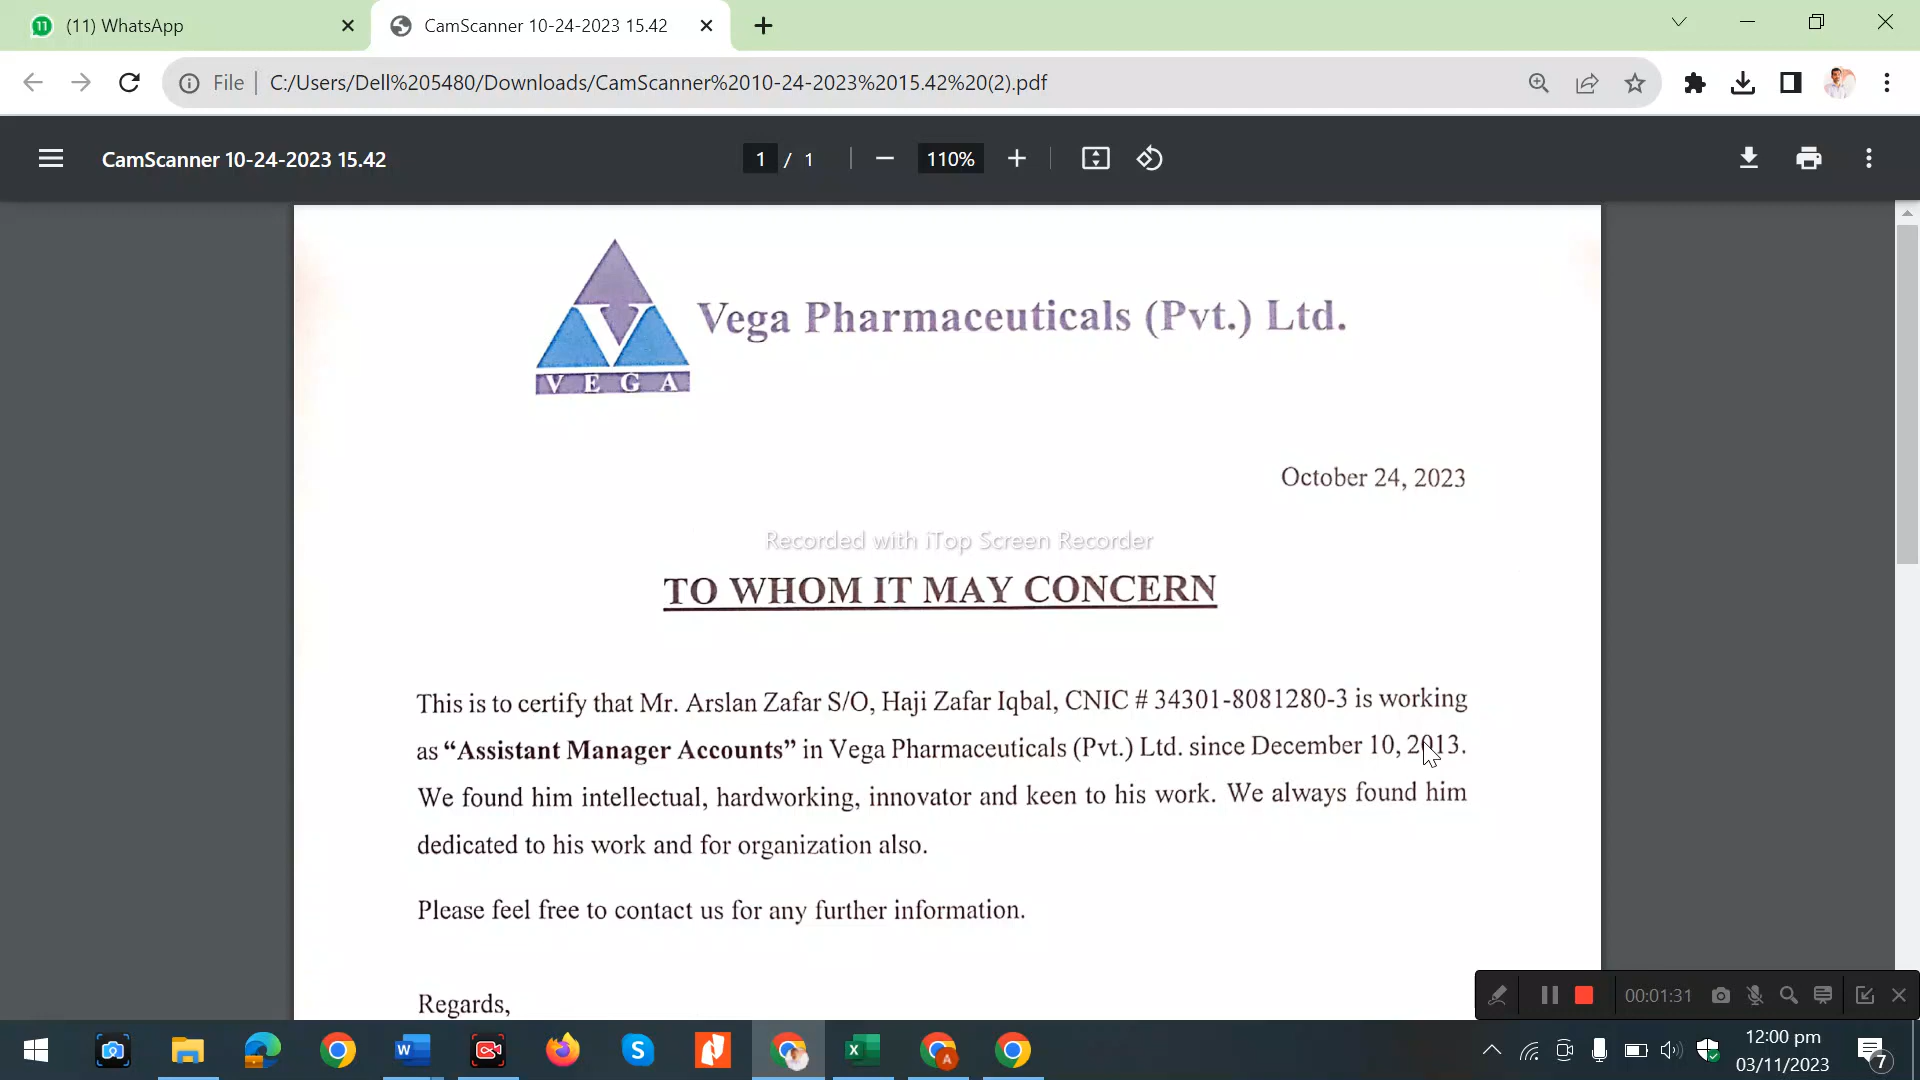 11 (11) WhatsApp
CamScanner 10-24-2023 15.42
File C:/Users/Dell%205480/Downloads/CamScanner%2010-24-2023%2015.42%20(2).pdf
CamScanner 10-24-2023 15.42
1 / 1
110%
VEGA
Vega Pharmaceuticals (Pvt.) Ltd.
October 24, 2023
Recorded with iTop Screen Recorder
TO WHOM IT MAY CONCERN
This is to certify that Mr. Arslan Zafar S/O, Haji Zafar Iqbal, CNIC # 34301-8081280-3 is working
as “Assistant Manager Accounts” in Vega Pharmaceuticals (Pvt.) Ltd. since December 10, 2013.
We found him intellectual, hardworking, innovator and keen to his work. We always found him
dedicated to his work and for organization also.
Please feel free to contact us for any further information.
Regards,
00:01:31
12:00 pm
03/11/2023
7